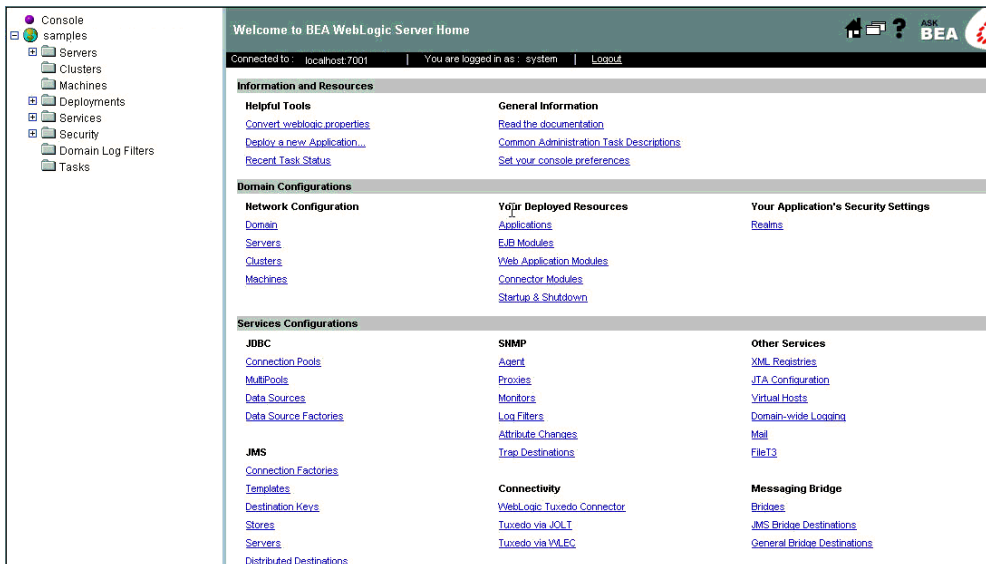 Console
samples
Servers
Clusters
Machines
Deployments
Services
Security
Domain Log Filters
Tasks
Welcome to BEA WebLogic Server Home
ASK
BEA
Connected to : localhost:7001 | You are logged in as : system | Logout
Information and Resources
Helpful Tools
Convert weblogic.properties
Deploy a new Application...
Recent Task Status
General Information
Read the documentation
Common Administration Task Descriptions
Set your console preferences
Domain Configurations
Network Configuration
Domain
Servers
Clusters
Machines
Your Deployed Resources
Applications
EJB Modules
Web Application Modules
Connector Modules
Startup & Shutdown
Your Application's Security Settings
Realms
Services Configurations
JDBC
Connection Pools
MultiPools
Data Sources
Data Source Factories
SNMP
Agent
Proxies
Monitors
Log Filters
Attribute Changes
Trap Destinations
Other Services
XML Registries
JTA Configuration
Virtual Hosts
Domain-wide Logging
Mail
FileT3
JMS
Connection Factories
Templates
Destination Keys
Stores
Servers
Distributed Destinations
Connectivity
WebLogic Tuxedo Connector
Tuxedo via JOLT
Tuxedo via WLEC
Messaging Bridge
Bridges
JMS Bridge Destinations
General Bridge Destinations